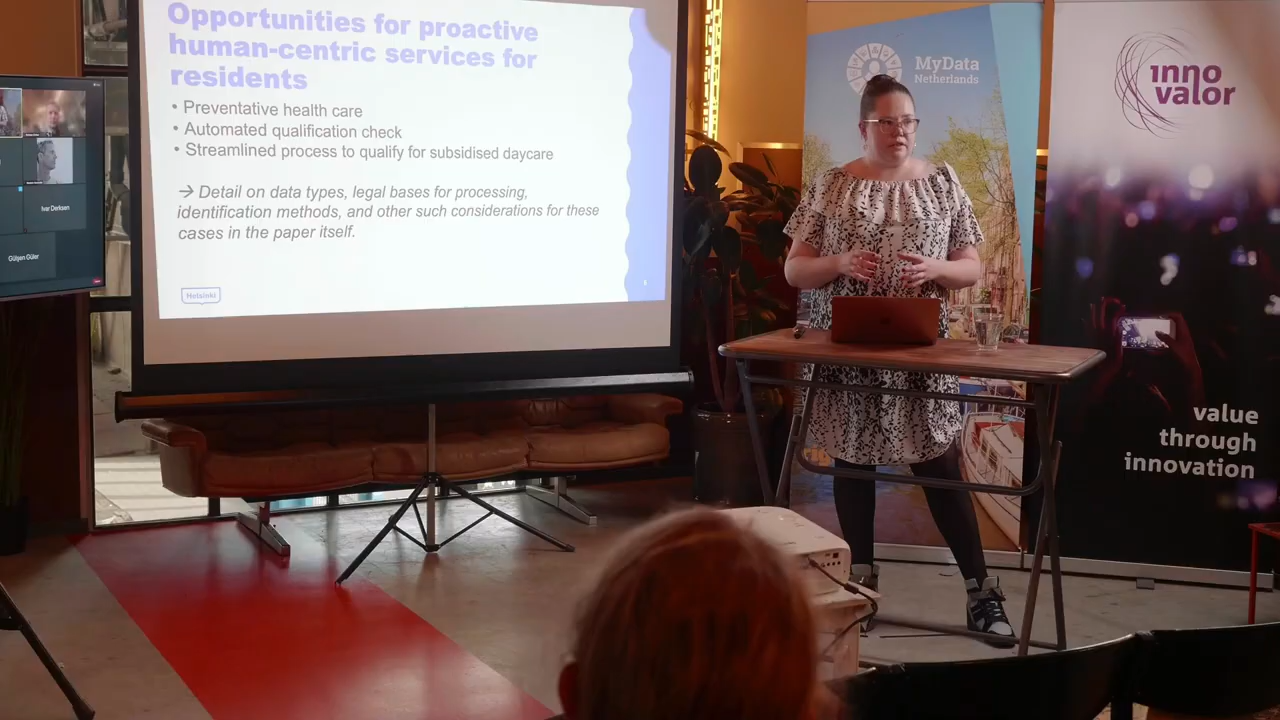 Opportunities for proactive
human-centric services for
residents
• Preventative health care
• Automated qualification check
• Streamlined process to qualify for subsidised daycare
→ Detail on data types, legal bases for processing,
identification methods, and other such considerations for these
cases in the paper itself.
Helsinki
Ivar Derksen
Gülşen Güler
MyData
Netherlands
inno
valor
value
through
innovation